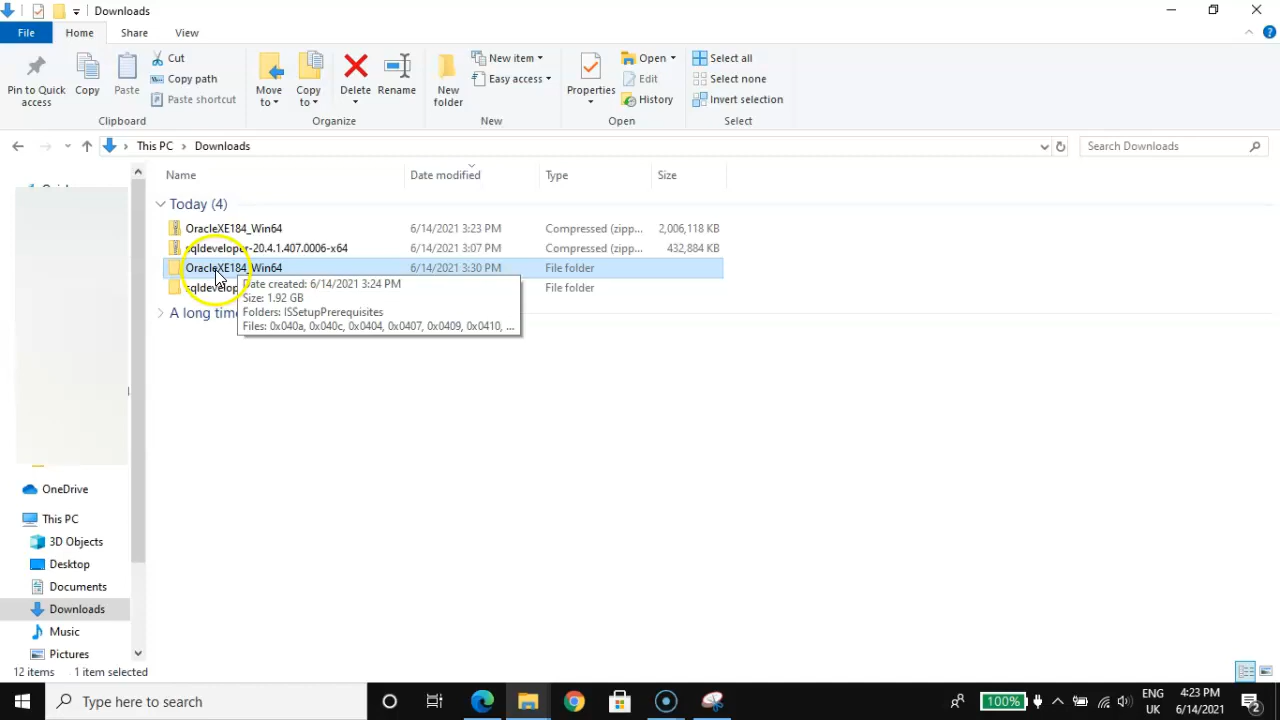 Downloads
File
Home
Share
View
Pin to Quick access
Copy
Paste
Cut
Copy path
Paste shortcut
Clipboard
Move to
Copy to
Delete
Rename
Organize
New folder
New item
Easy access
New
Properties
Open
Edit
History
Open
Select all
Select none
Invert selection
Select
This PC
Downloads
Search Downloads
Name
Date modified
Type
Size
Today (4)
OracleXE184_Win64 6/14/2021 3:23 PM Compressed (zipp... 2,006,118 KB
sqldeveloper-20.4.1.407.0006-x64 6/14/2021 3:07 PM Compressed (zipp... 432,884 KB
OracleXE184_Win64 6/14/2021 3:30 PM File folder
File folder
Date created: 6/14/2021 3:24 PM
Size: 1.92 GB
Folders: ISSetupPrerequisites
Files: 0x040a, 0x040c, 0x0404, 0x0407, 0x0409, 0x0410, ...
A long
OneDrive
This PC
3D Objects
Desktop
Documents
Downloads
Music
Pictures
12 items
1 item selected
Type here to search
100%
ENG
UK
4:23 PM
6/14/2021
2